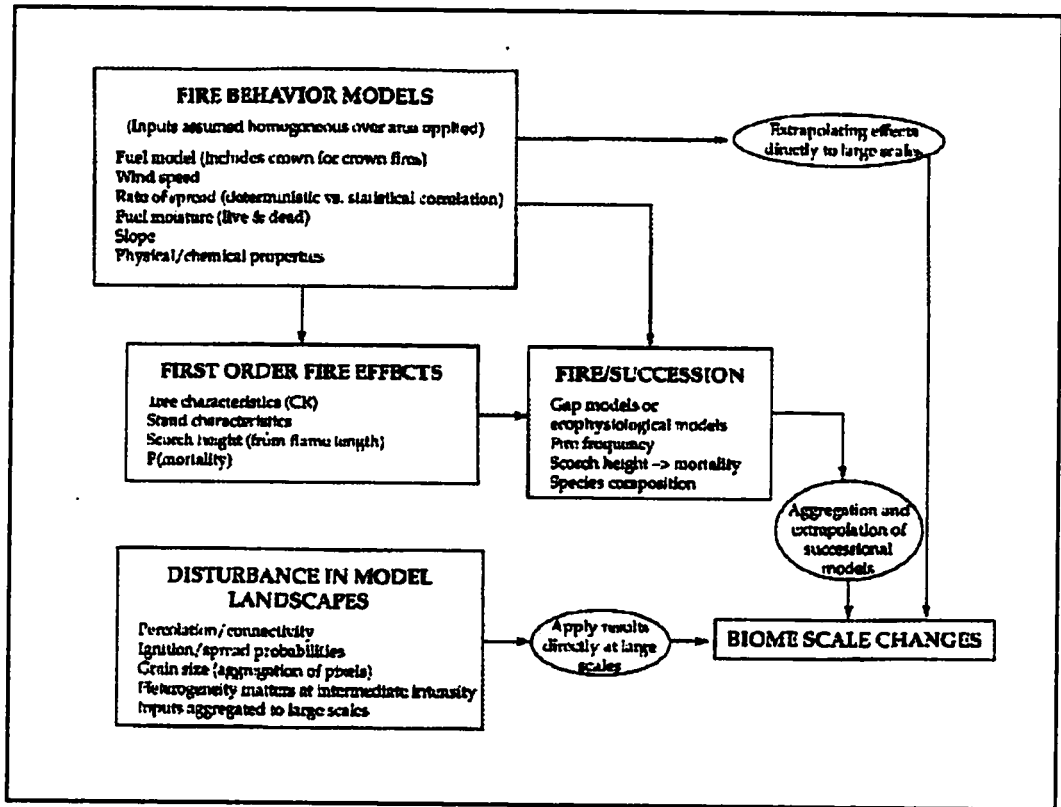 FIRE BEHAVIOR MODELS
(Inputs assumed homogeneous over area applied)
Fuel model (includes crown for crown fires)
Wind speed
Rate of spread (deterministic vs. statistical correlation)
Fuel moisture (live & dead)
Slope
Physical/chemical properties
Extrapolating effects
directly to large scales
FIRST ORDER FIRE EFFECTS
Tree characteristics (CK)
Stand characteristics
Scorch height (from flame length)
P(mortality)
FIRE/SUCCESSION
Gap models or
ecophysiological models
Fire frequency
Scorch height -> mortality
Species composition
Aggregation and
extrapolation of
successional
models
DISTURBANCE IN MODEL
LANDSCAPES
Percolation/connectivity
Ignition/spread probabilities
Grain size (aggregation of pixels)
Heterogeneity matters at intermediate intensity
Inputs aggregated to large scales
Apply results
directly at large
scales
BIOME SCALE CHANGES